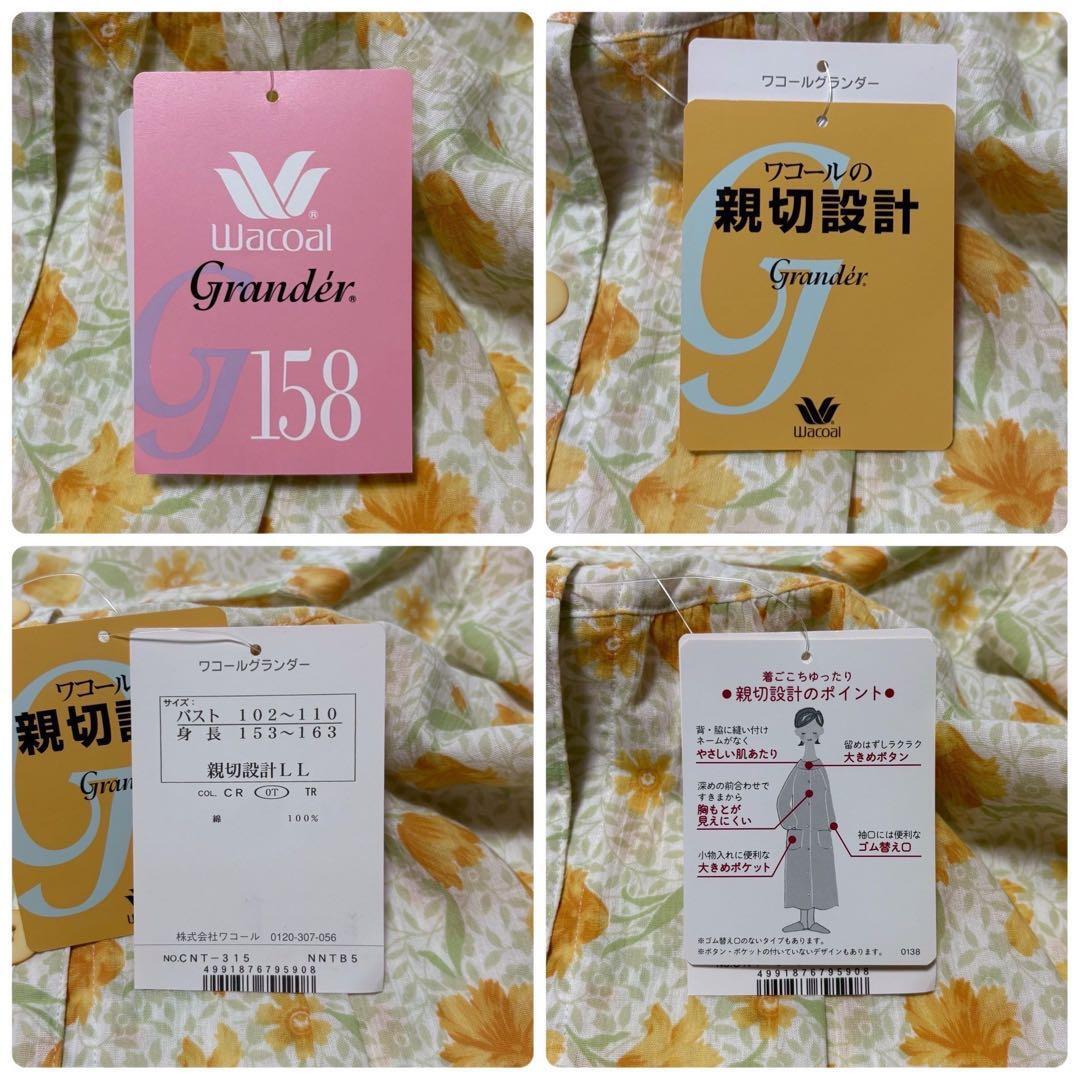 Wacoal®
Grandér®
G158
ワコールグランダー
ワコールの
親切設計
Grandér®
G
Wacoal®
ワコール
親切設
Gran
ワコールグランダー
サイズ:
バスト 102〜110
身長 153〜163
親切設計LL
COL. CR OT TR
綿 100%
株式会社ワコール 0120-307-056
NO.CNT-315 NNTB5
4991876795908
着ごこちゆったり
●親切設計のポイント●
背・脇に縫い付け
ネームがなく
やさしい肌あたり
留めはずしラクラク
大きめボタン
深めの前合わせで
すきまから
胸もとが
見えにくい
袖口には便利な
ゴム替え口
小物入れに便利な
大きめポケット
※ゴム替え口のないタイプもあります。
※ボタン・ポケットの付いていないデザインもあります。 0138
4991876795908